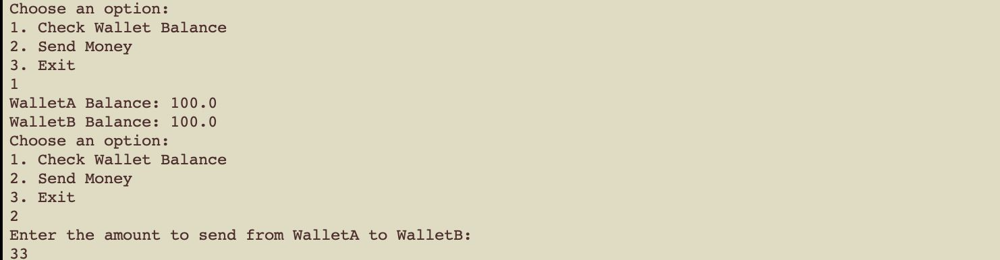 Choose an option:
1. Check Wallet Balance
2. Send Money
3. Exit
1
WalletA Balance: 100.0
WalletB Balance: 100.0
Choose an option:
1. Check Wallet Balance
2. Send Money
3. Exit
2
Enter the amount to send from WalletA to WalletB:
33